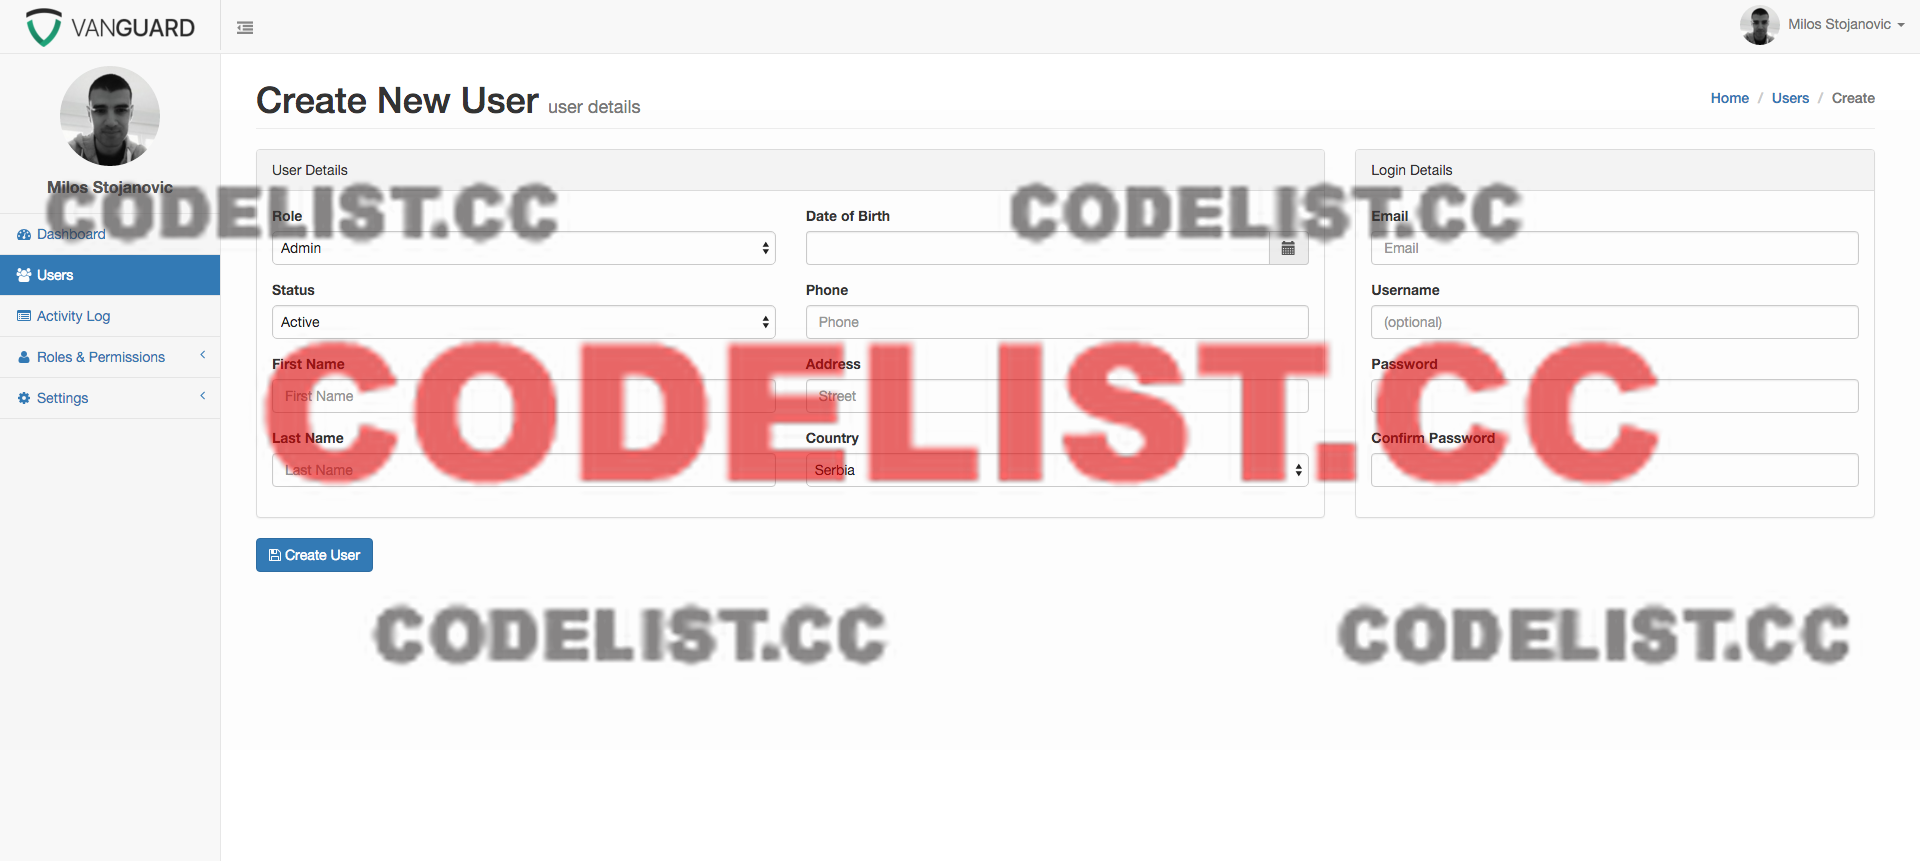 VANGUARD
Milos Stojanovic
Milos Stojanovic
Dashboard
Users
Activity Log
Roles & Permissions
Settings
Create New User user details
Home / Users / Create
User Details
Role
Admin
Date of Birth
Status
Active
Phone
Phone
First Name
First Name
Address
Street
Last Name
Last Name
Country
Serbia
Login Details
Email
Email
Username
(optional)
Password
Confirm Password
Create User
CODELIST.CC
CODELIST.CC
CODELIST.CC
CODELIST.CC
CODELIST.CC